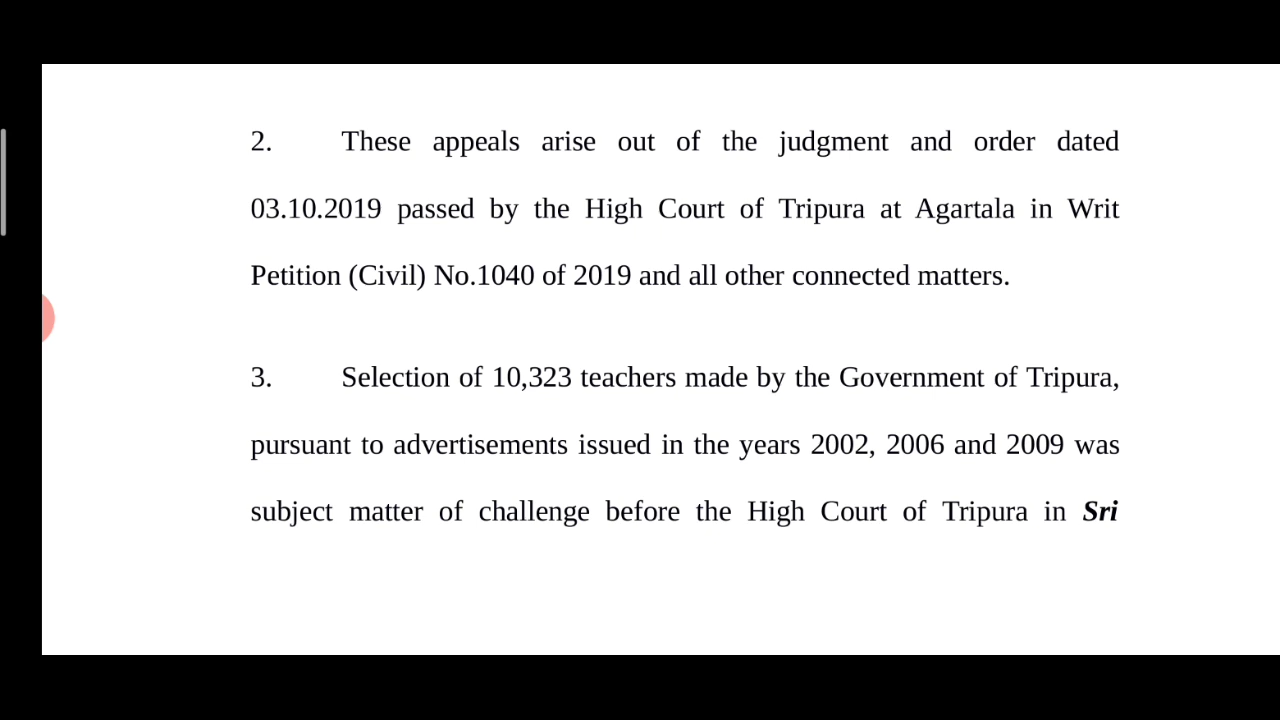 2. These appeals arise out of the judgment and order dated
03.10.2019 passed by the High Court of Tripura at Agartala in Writ
Petition (Civil) No.1040 of 2019 and all other connected matters.
3. Selection of 10,323 teachers made by the Government of Tripura,
pursuant to advertisements issued in the years 2002, 2006 and 2009 was
subject matter of challenge before the High Court of Tripura in Sri